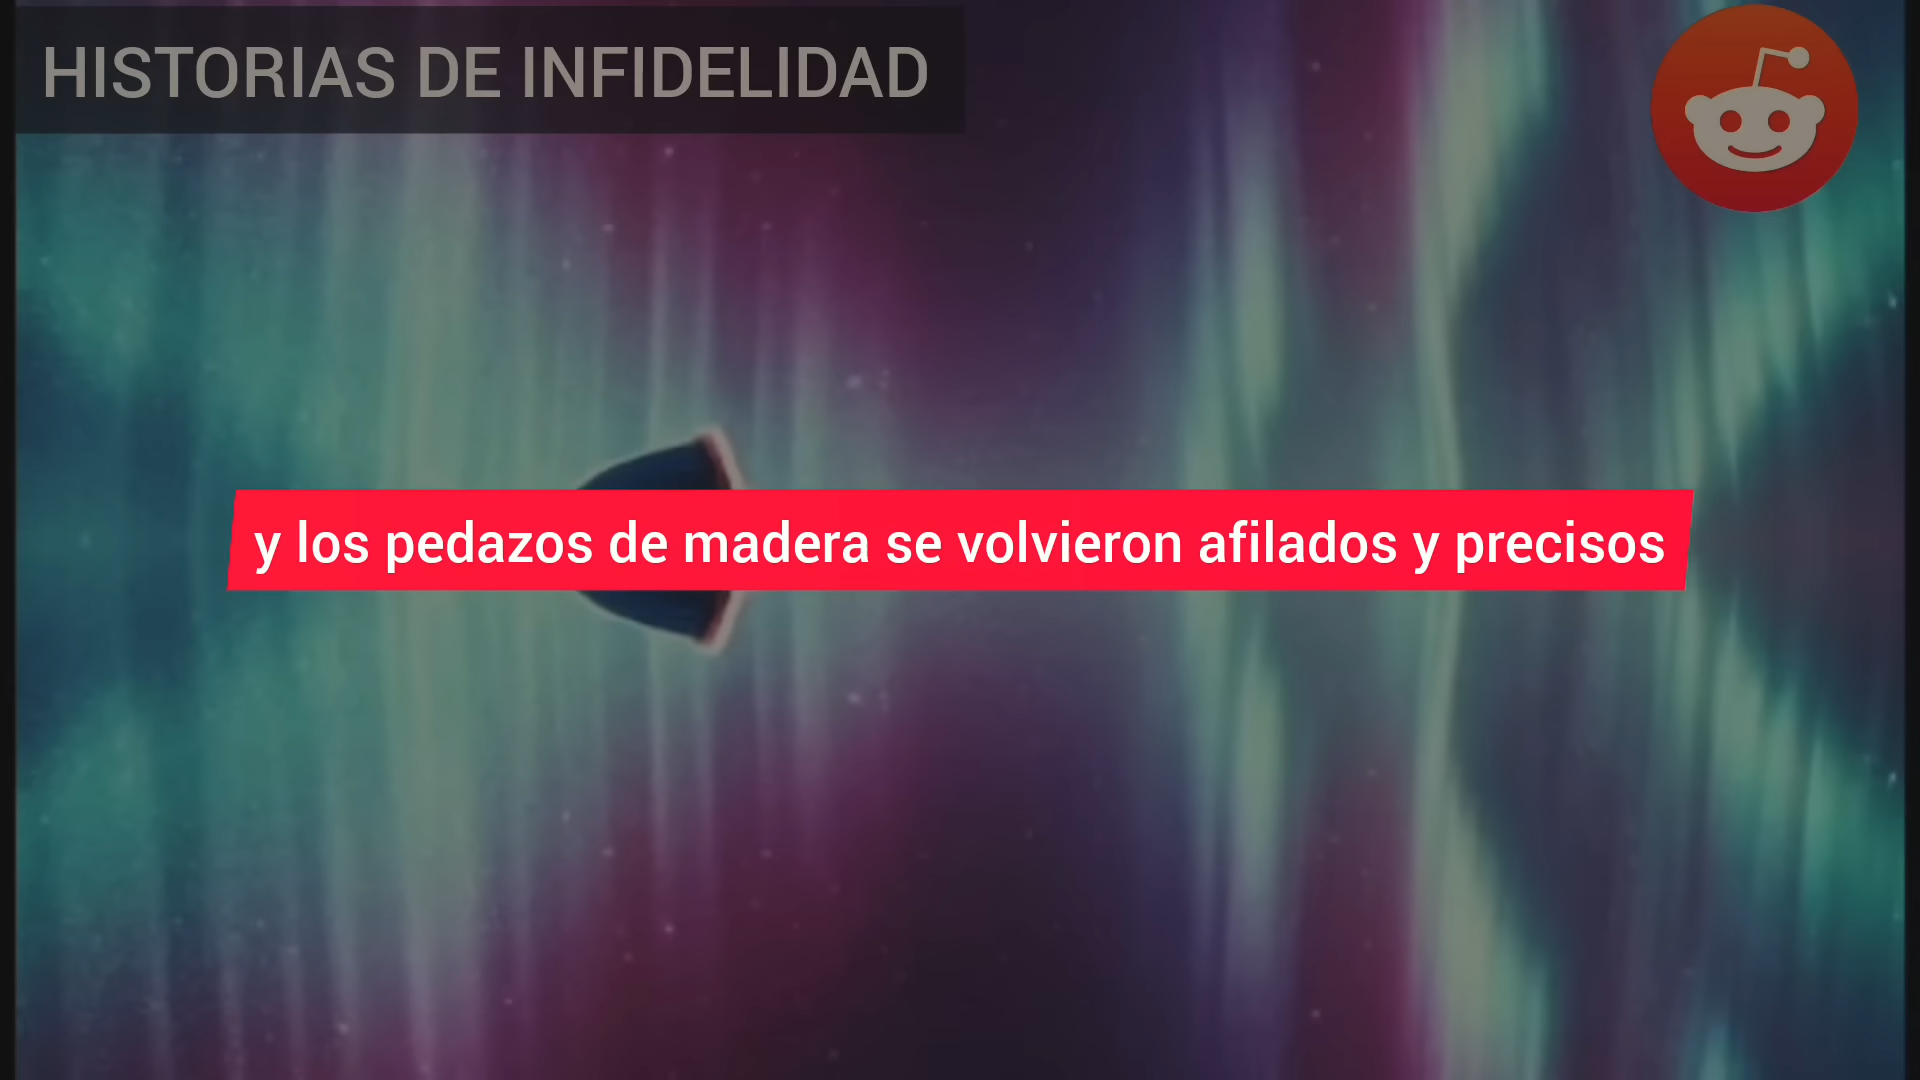 HISTORIAS DE INFIDELIDAD
y los pedazos de madera se volvieron afilados y precisos